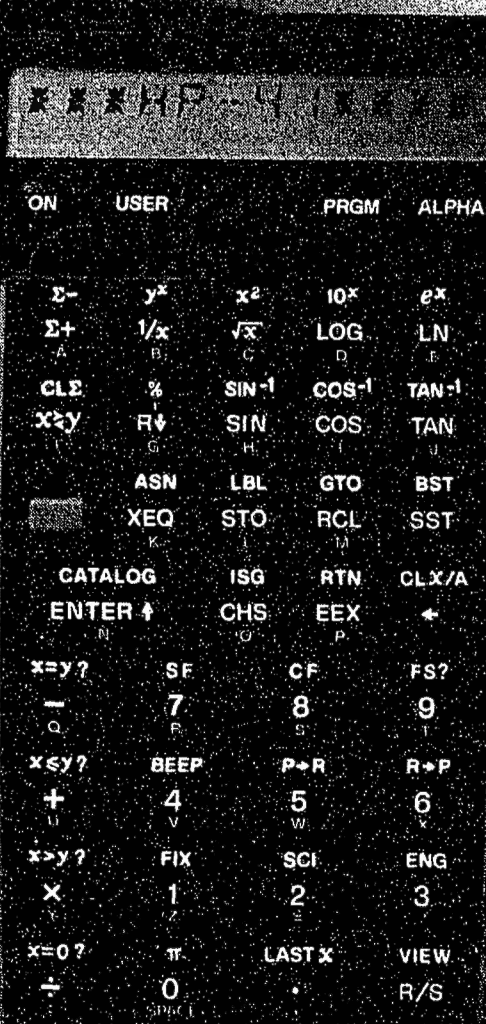 ***HP-41****
ON USER PRGM ALPHA
Σ- yˣ x² 10ˣ eˣ
Σ+ 1/x √x LOG LN
A B C D E
CLΣ % SIN⁻¹ COS⁻¹ TAN⁻¹
x≷y R↓ SIN COS TAN
G H I J
ASN LBL GTO BST
XEQ STO RCL SST
K L M
CATALOG ISG RTN CLX/A
ENTER↑ CHS EEX ←
N O P
x=y? SF CF FS?
− 7 8 9
Q R S T
x≤y? BEEP P→R R→P
+ 4 5 6
U V W X
x>y? FIX SCI ENG
× 1 2 3
Y Z =
x=0? π LAST X VIEW
÷ 0 . R/S
SPACE